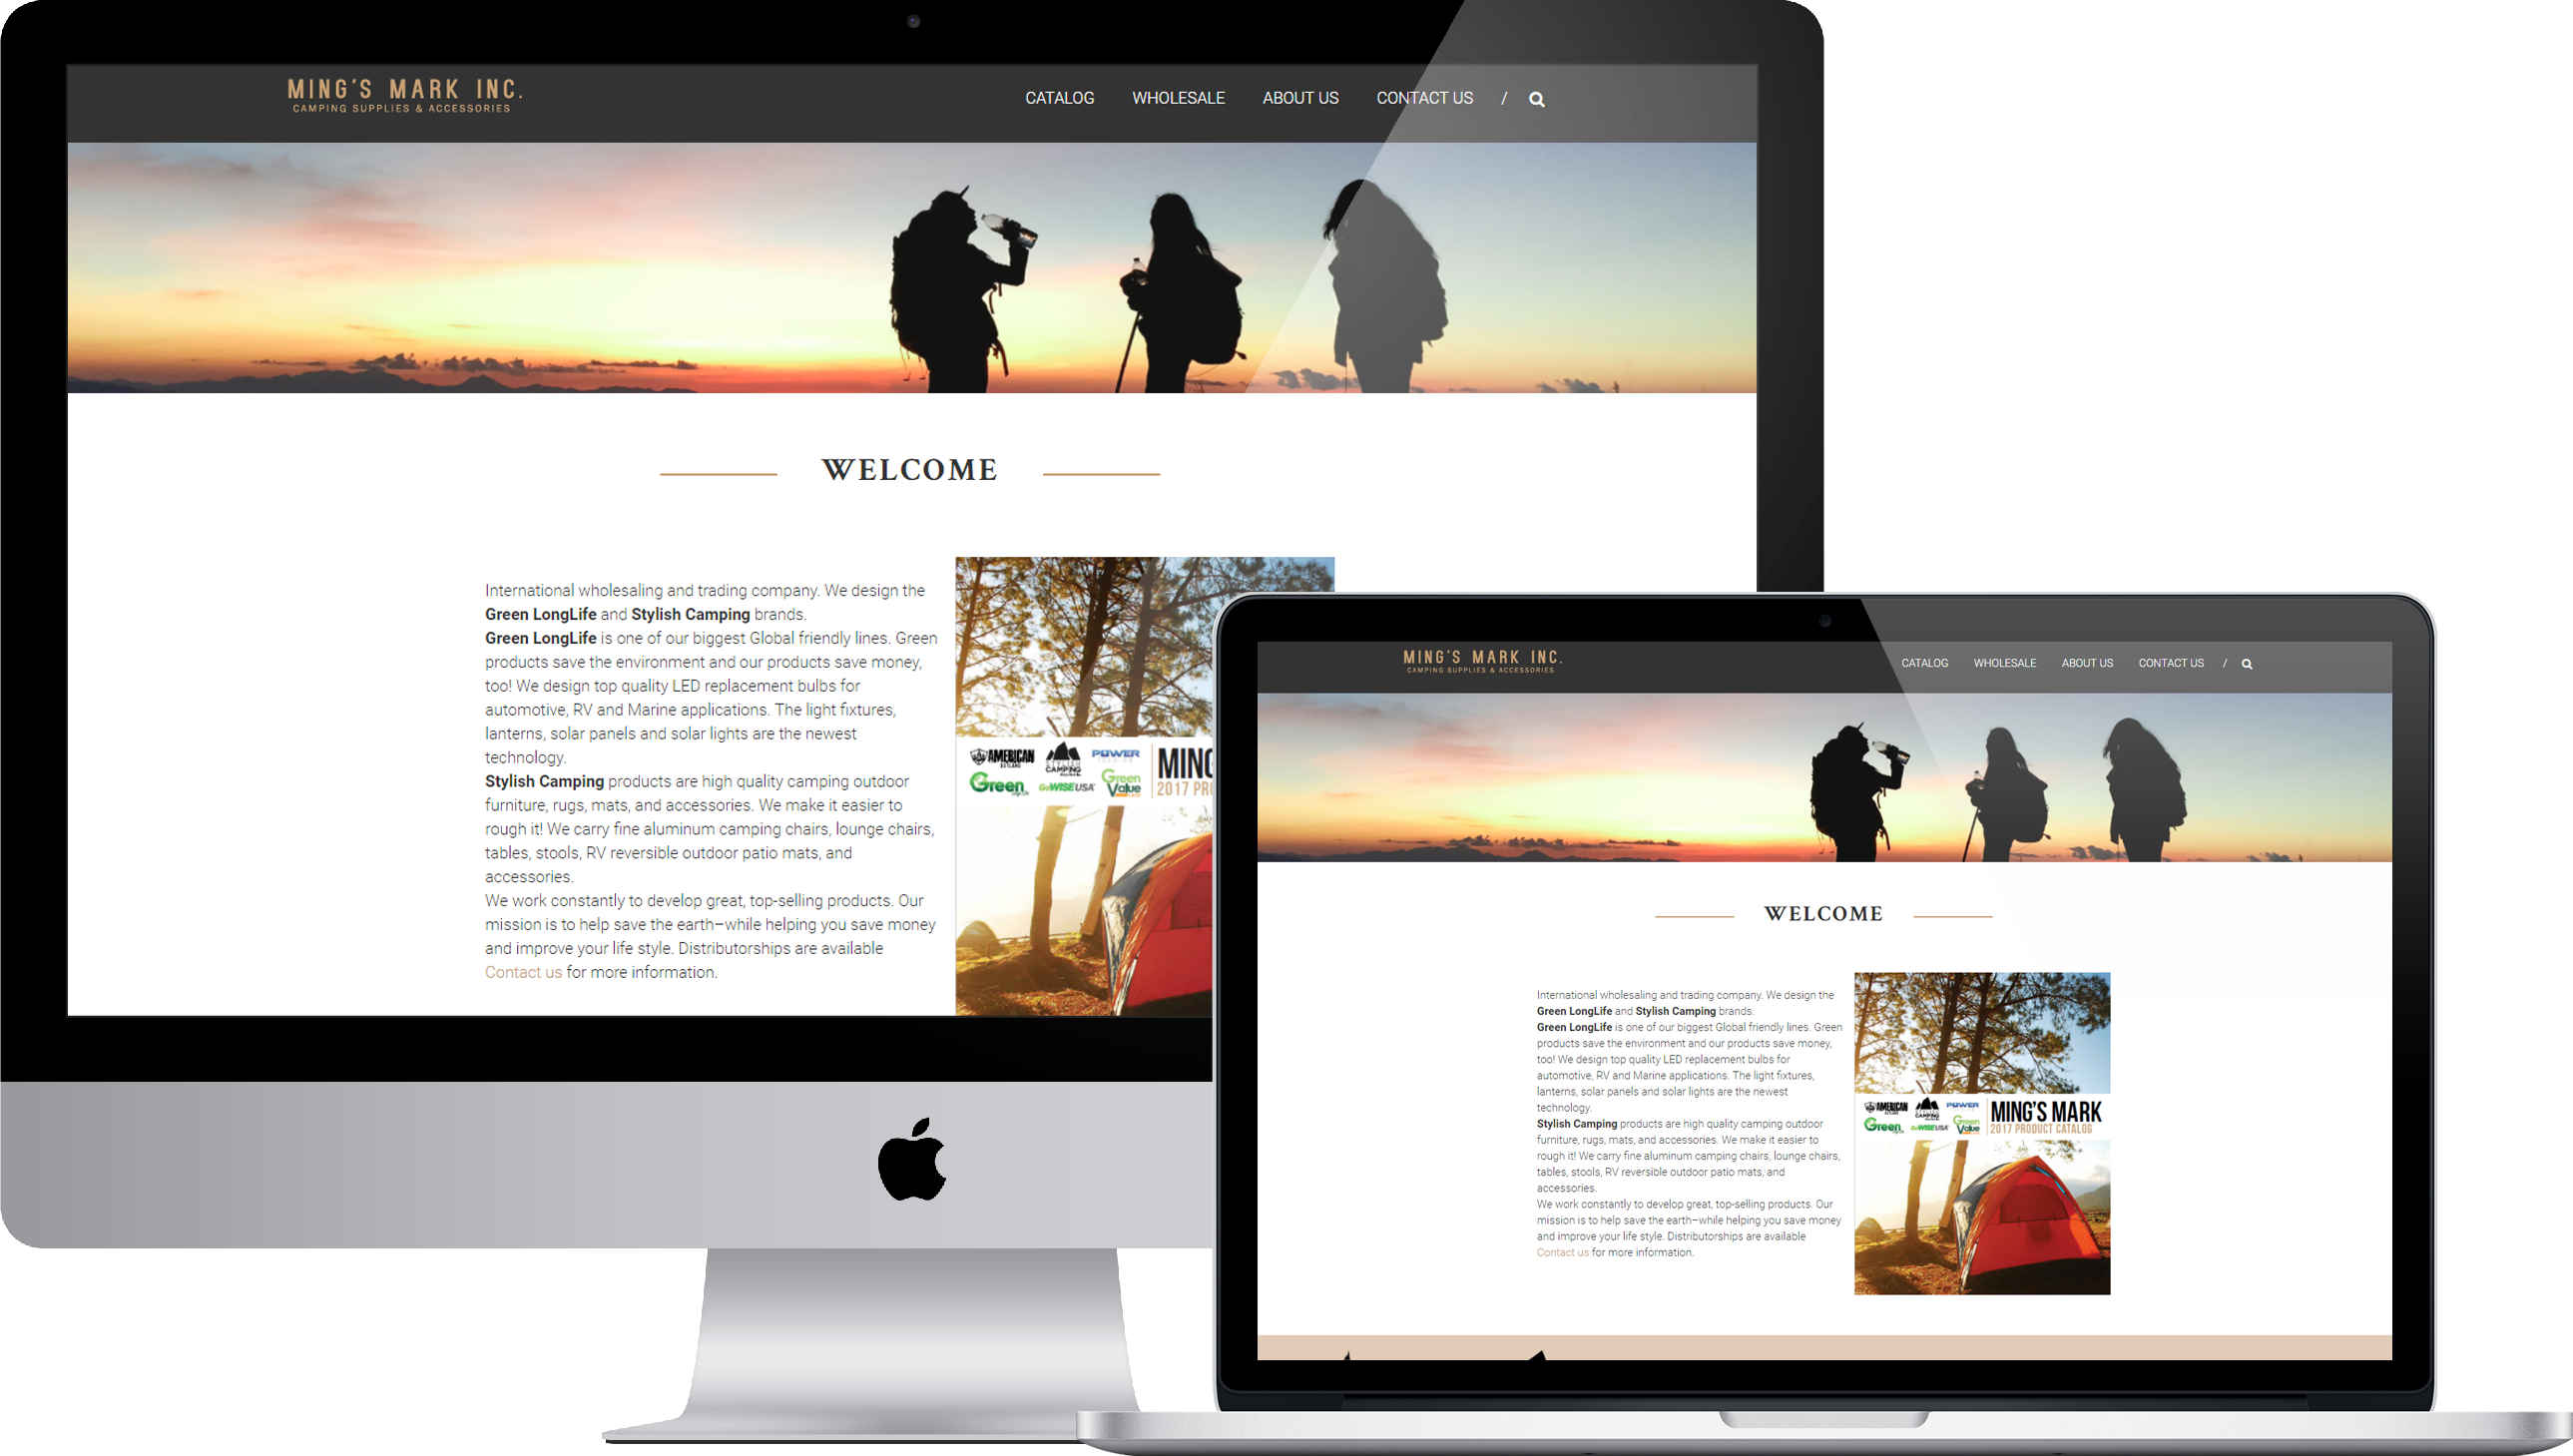 MING'S MARK INC.
CAMPING SUPPLIES & ACCESSORIES
CATALOG WHOLESALE ABOUT US CONTACT US /
WELCOME
International wholesaling and trading company. We design the
Green LongLife and Stylish Camping brands.
Green LongLife is one of our biggest Global friendly lines. Green
products save the environment and our products save money,
too! We design top quality LED replacement bulbs for
automotive, RV and Marine applications. The light fixtures,
lanterns, solar panels and solar lights are the newest
technology.
Stylish Camping products are high quality camping outdoor
furniture, rugs, mats, and accessories. We make it easier to
rough it! We carry fine aluminum camping chairs, lounge chairs,
tables, stools, RV reversible outdoor patio mats, and
accessories.
We work constantly to develop great, top-selling products. Our
mission is to help save the earth–while helping you save money
and improve your life style. Distributorships are available
Contact us for more information.
AMERICAN
OUTLAND
STYLISH
CAMPING
POWER
Green
GoWISEUSA
Green
Value
MING
2017 PRO
MING'S MARK INC.
CAMPING SUPPLIES & ACCESSORIES
CATALOG WHOLESALE ABOUT US CONTACT US /
WELCOME
International wholesaling and trading company. We design the
Green LongLife and Stylish Camping brands.
Green LongLife is one of our biggest Global friendly lines. Green
products save the environment and our products save money,
too! We design top quality LED replacement bulbs for
automotive, RV and Marine applications. The light fixtures,
lanterns, solar panels and solar lights are the newest
technology.
Stylish Camping products are high quality camping outdoor
furniture, rugs, mats, and accessories. We make it easier to
rough it! We carry fine aluminum camping chairs, lounge chairs,
tables, stools, RV reversible outdoor patio mats, and
accessories.
We work constantly to develop great, top-selling products. Our
mission is to help save the earth–while helping you save money
and improve your life style. Distributorships are available
Contact us for more information.
AMERICAN
CAMPING
POWER
Green
GoWISEUSA
Green
Value
MING'S MARK
2017 PRODUCT CATALOG